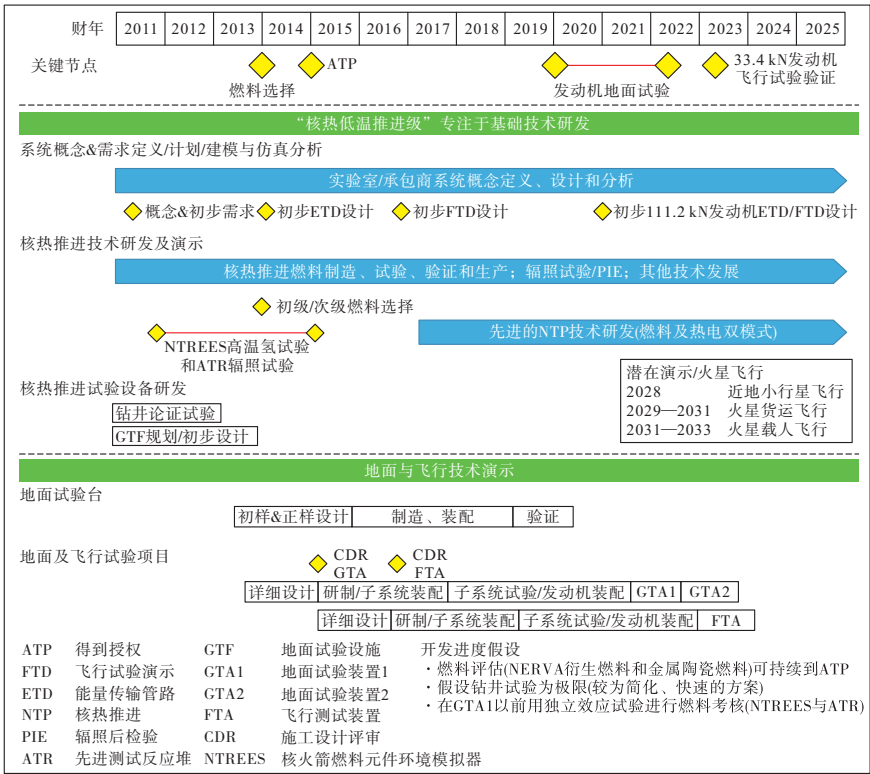 财年 2011 2012 2013 2014 2015 2016 2017 2018 2019 2020 2021 2022 2023 2024 2025
关键节点
ATP
33.4 kN发动机
飞行试验验证
燃料选择
发动机地面试验
“核热低温推进级”专注于基础技术研发
系统概念&需求定义/计划/建模与仿真分析
实验室/承包商系统概念定义、设计和分析
概念&初步需求 初步ETD设计 初步FTD设计 初步111.2 kN发动机ETD/FTD设计
核热推进技术研发及演示
核热推进燃料制造、试验、验证和生产；辐照试验/PIE；其他技术发展
初级/次级燃料选择
先进的NTP技术研发(燃料及热电双模式)
NTREES高温氢试验
和ATR辐照试验
潜在演示/火星飞行
2028 近地小行星飞行
2029—2031 火星货运飞行
2031—2033 火星载人飞行
核热推进试验设备研发
钻井论证试验
GTF规划/初步设计
地面与飞行技术演示
地面试验台
初样&正样设计 制造、装配 验证
地面及飞行试验项目
CDR
GTA
CDR
FTA
详细设计 研制/子系统装配 子系统试验/发动机装配 GTA1 GTA2
详细设计 研制/子系统装配 子系统试验/发动机装配 FTA
ATP 得到授权 GTF 地面试验设施 开发进度假设
FTD 飞行试验演示 GTA1 地面试验装置1 ·燃料评估(NERVA衍生燃料和金属陶瓷燃料)可持续到ATP
ETD 能量传输管路 GTA2 地面试验装置2 ·假设钻井试验为极限(较为简化、快速的方案)
NTP 核热推进 FTA 飞行测试装置 ·在GTA1以前用独立效应试验进行燃料考核(NTREES与ATR)
PIE 辐照后检验 CDR 施工设计评审
ATR 先进测试反应堆 NTREES 核火箭燃料元件环境模拟器